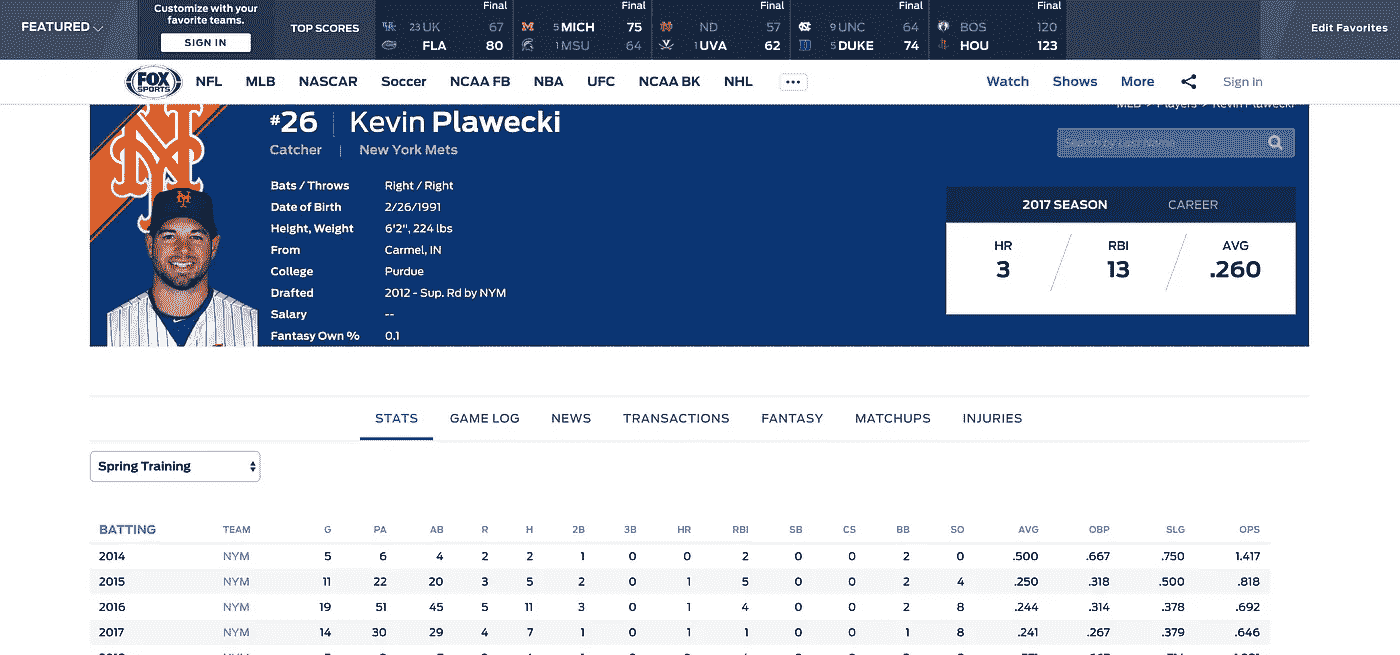 FEATURED
Customize with your
favorite teams.
SIGN IN
TOP SCORES
Final
23 UK 67
FLA 80
Final
5 MICH 75
1 MSU 64
Final
ND 57
1 UVA 62
Final
9 UNC 64
5 DUKE 74
Final
BOS 120
HOU 123
Edit Favorites
FOX SPORTS NFL MLB NASCAR Soccer NCAA FB NBA UFC NCAA BK NHL ... Watch Shows More Sign In
MLB > Players > Kevin Plawecki
#26 Kevin Plawecki
Catcher | New York Mets
Search by Last Name
Bats / Throws Right / Right
Date of Birth 2/26/1991
Height, Weight 6'2", 224 lbs
From Carmel, IN
College Purdue
Drafted 2012 - Sup. Rd by NYM
Salary --
Fantasy Own % 0.1
2017 SEASON CAREER
HR RBI AVG
3 13 .260
STATS GAME LOG NEWS TRANSACTIONS FANTASY MATCHUPS INJURIES
Spring Training
BATTING TEAM G PA AB R H 2B 3B HR RBI SB CS BB SO AVG OBP SLG OPS
2014 NYM 5 6 4 2 2 1 0 0 2 0 0 2 0 .500 .667 .750 1.417
2015 NYM 11 22 20 3 5 2 0 1 5 0 0 2 4 .250 .318 .500 .818
2016 NYM 19 51 45 5 11 3 0 1 4 0 0 2 8 .244 .314 .378 .692
2017 NYM 14 30 29 4 7 1 0 1 1 0 0 1 8 .241 .267 .379 .646